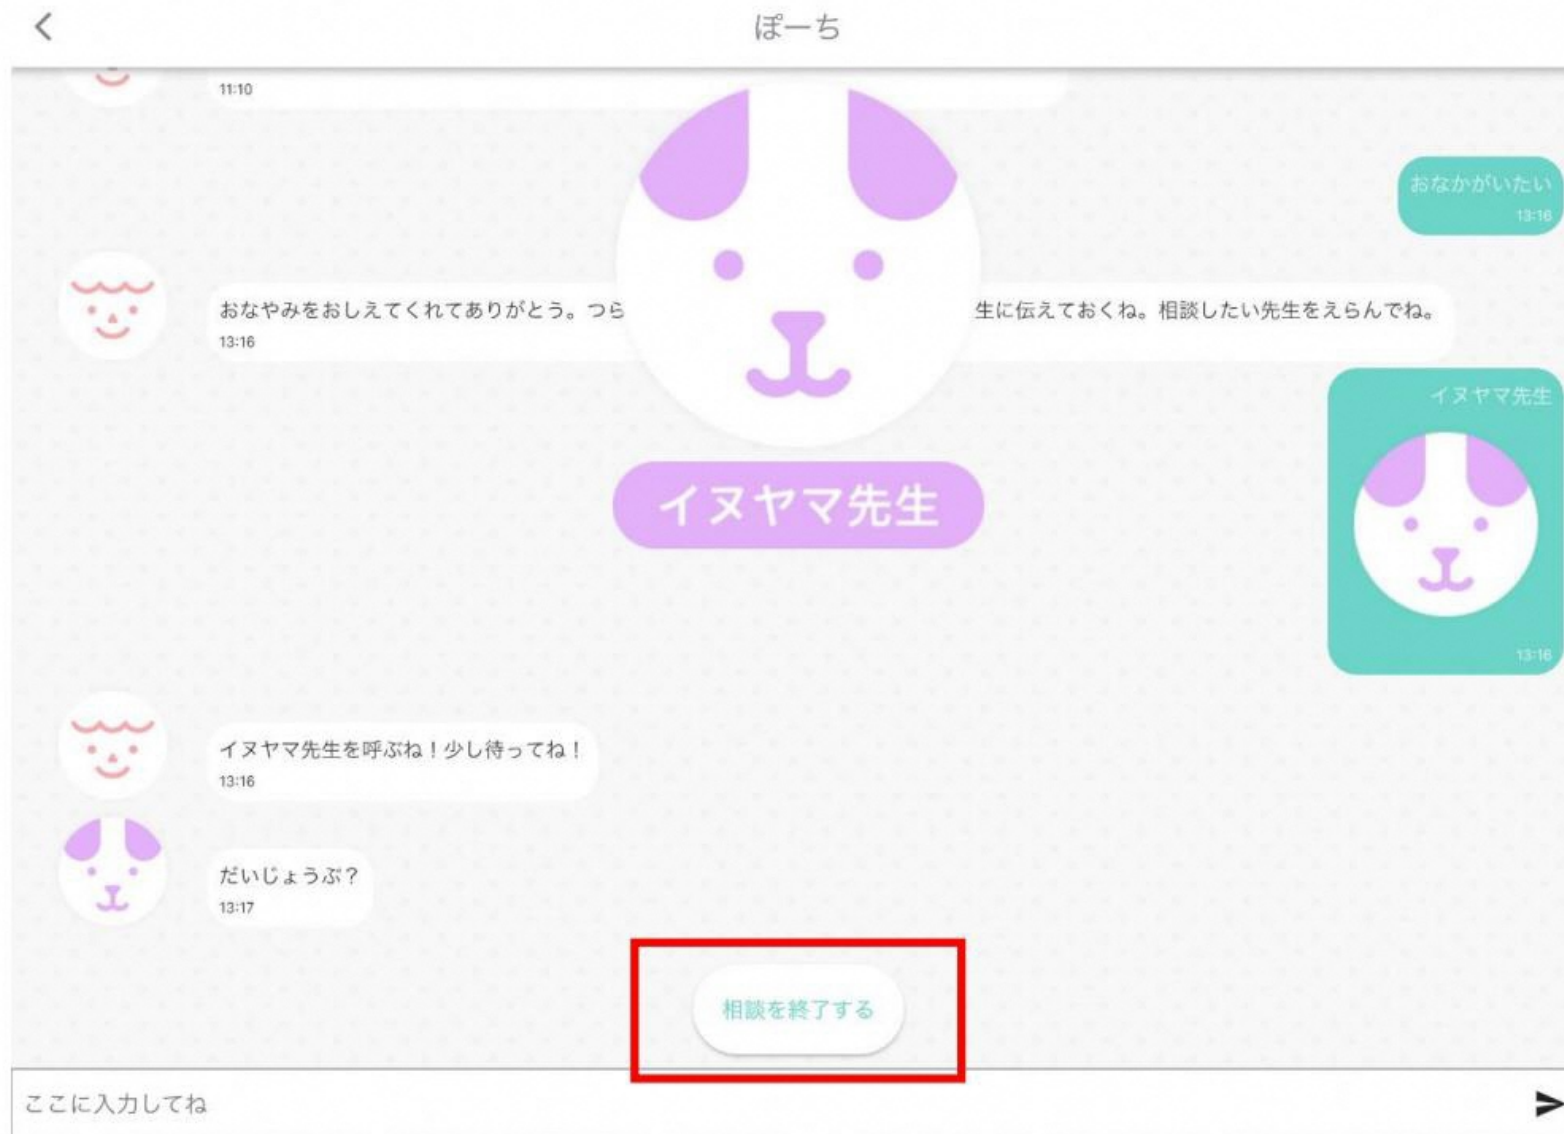 ぽーち
11:10
おなかがいたい
13:16
おなやみをおしえてくれてありがとう。つら
生に伝えておくね。相談したい先生をえらんでね。
13:16
イヌヤマ先生
13:16
イヌヤマ先生
イヌヤマ先生を呼ぶね!少し待ってね!
13:16
だいじょうぶ?
13:17
相談を終了する
ここに入力してね